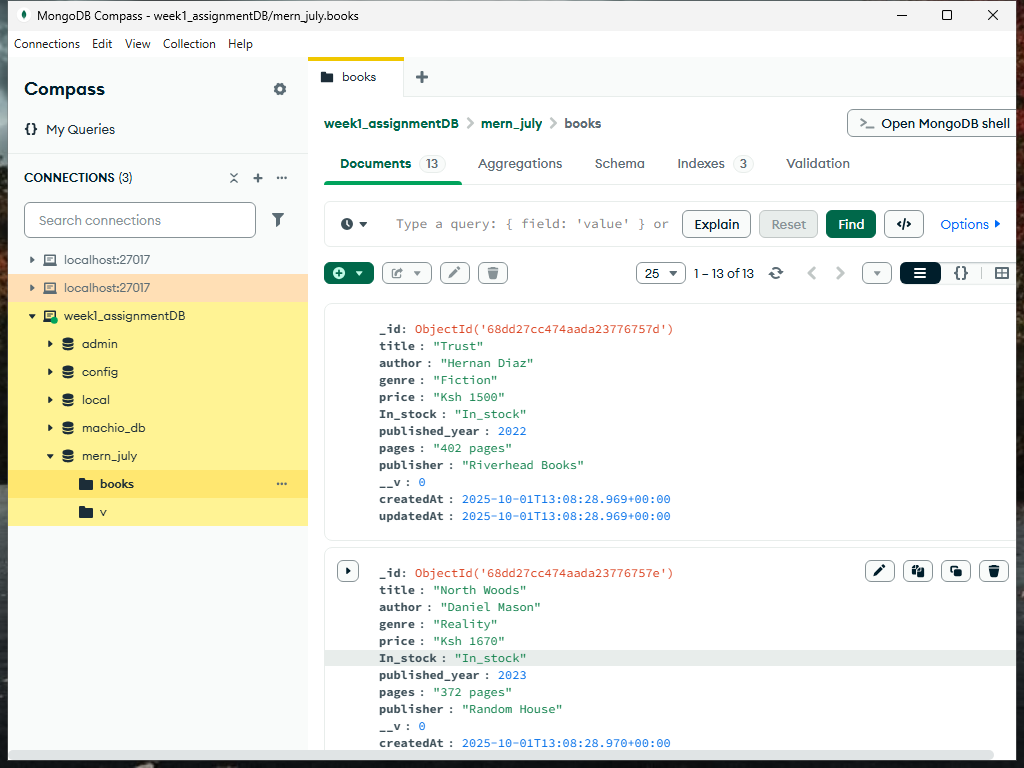 MongoDB Compass - week1_assignmentDB/mern_july.books
Connections Edit View Collection Help
Compass
{} My Queries
CONNECTIONS (3)
Search connections
localhost:27017
localhost:27017
week1_assignmentDB
admin
config
local
machio_db
mern_july
books
v
books
week1_assignmentDB > mern_july > books
>_ Open MongoDB shell
Documents 13 Aggregations Schema Indexes 3 Validation
Type a query: { field: 'value' } or Explain Reset Find </> Options
25 1 – 13 of 13 {}
_id: ObjectId('68dd27cc474aada23776757d')
title : "Trust"
author : "Hernan Diaz"
genre : "Fiction"
price : "Ksh 1500"
In_stock : "In_stock"
published_year : 2022
pages : "402 pages"
publisher : "Riverhead Books"
__v : 0
createdAt : 2025-10-01T13:08:28.969+00:00
updatedAt : 2025-10-01T13:08:28.969+00:00
_id: ObjectId('68dd27cc474aada23776757e')
title : "North Woods"
author : "Daniel Mason"
genre : "Reality"
price : "Ksh 1670"
In_stock : "In_stock"
published_year : 2023
pages : "372 pages"
publisher : "Random House"
__v : 0
createdAt : 2025-10-01T13:08:28.970+00:00